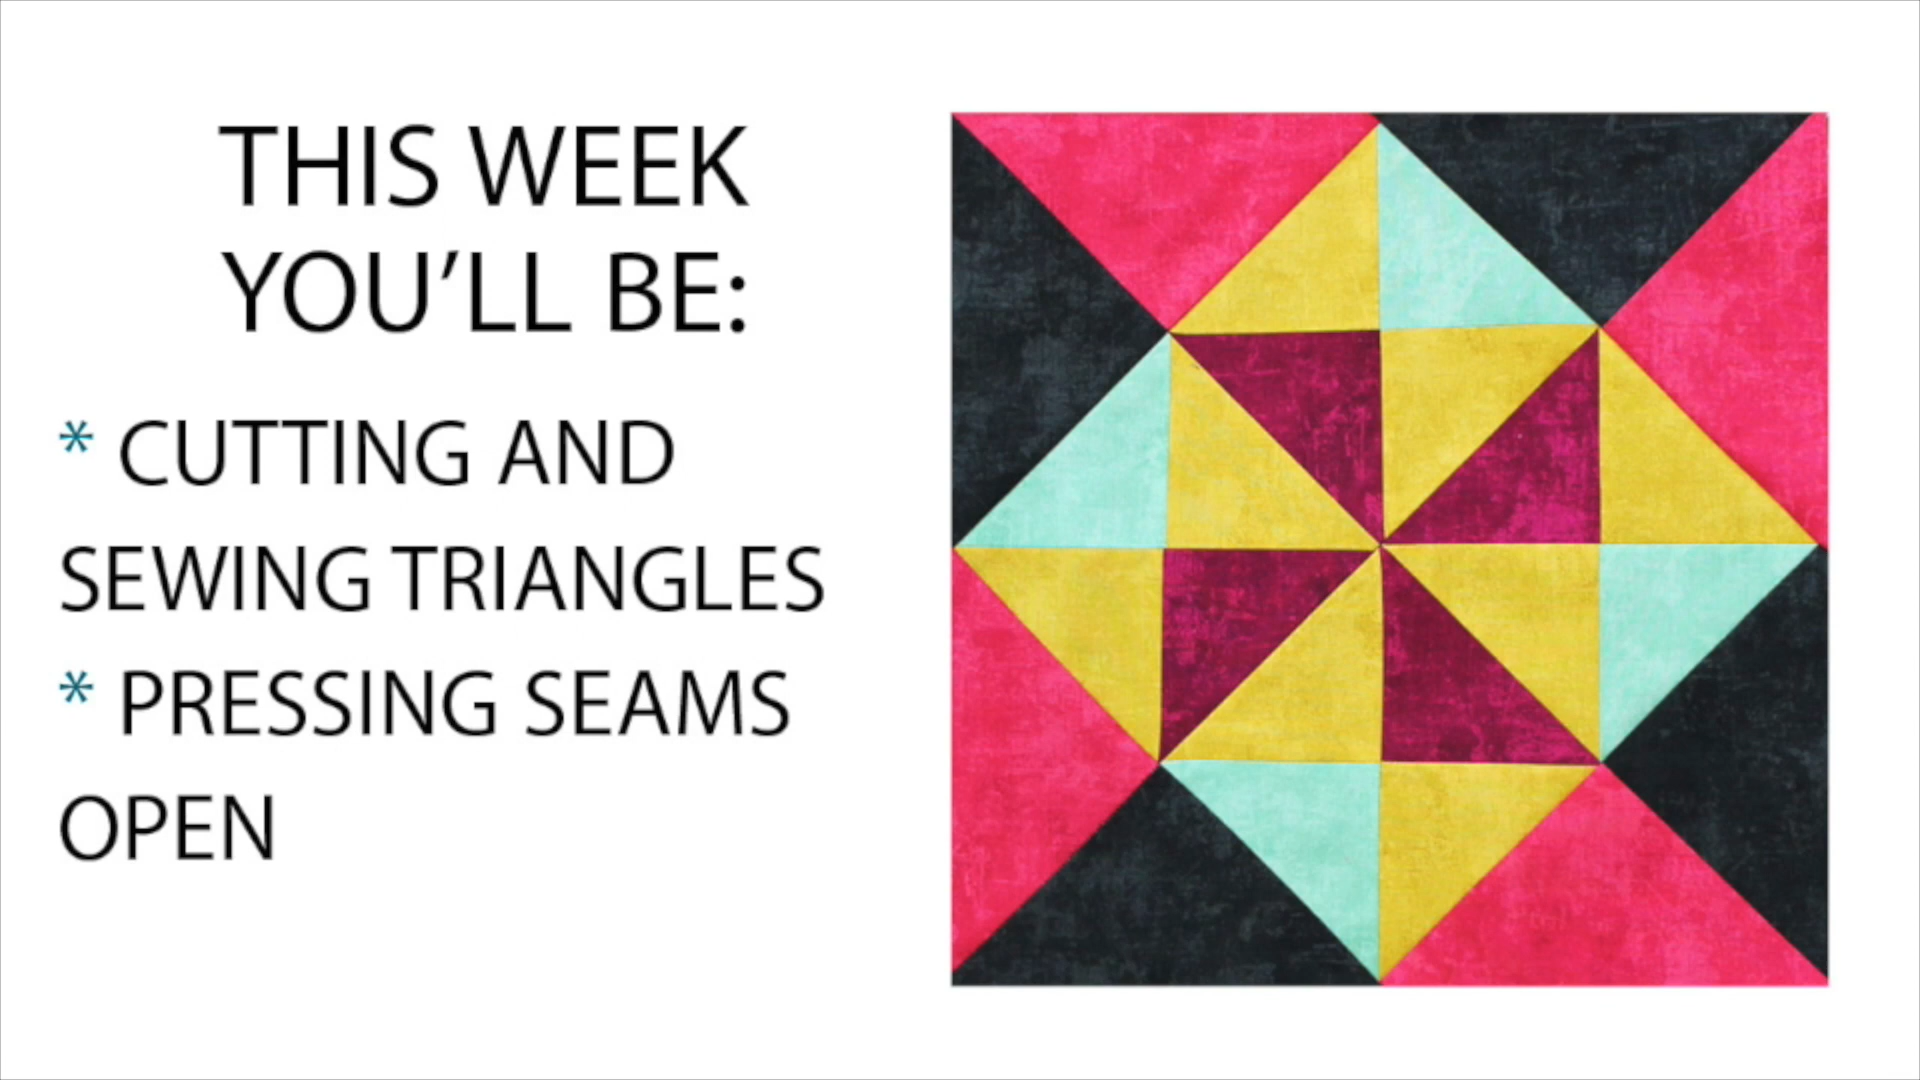 THIS WEEK
YOU’LL BE:
* CUTTING AND
SEWING TRIANGLES
* PRESSING SEAMS
OPEN